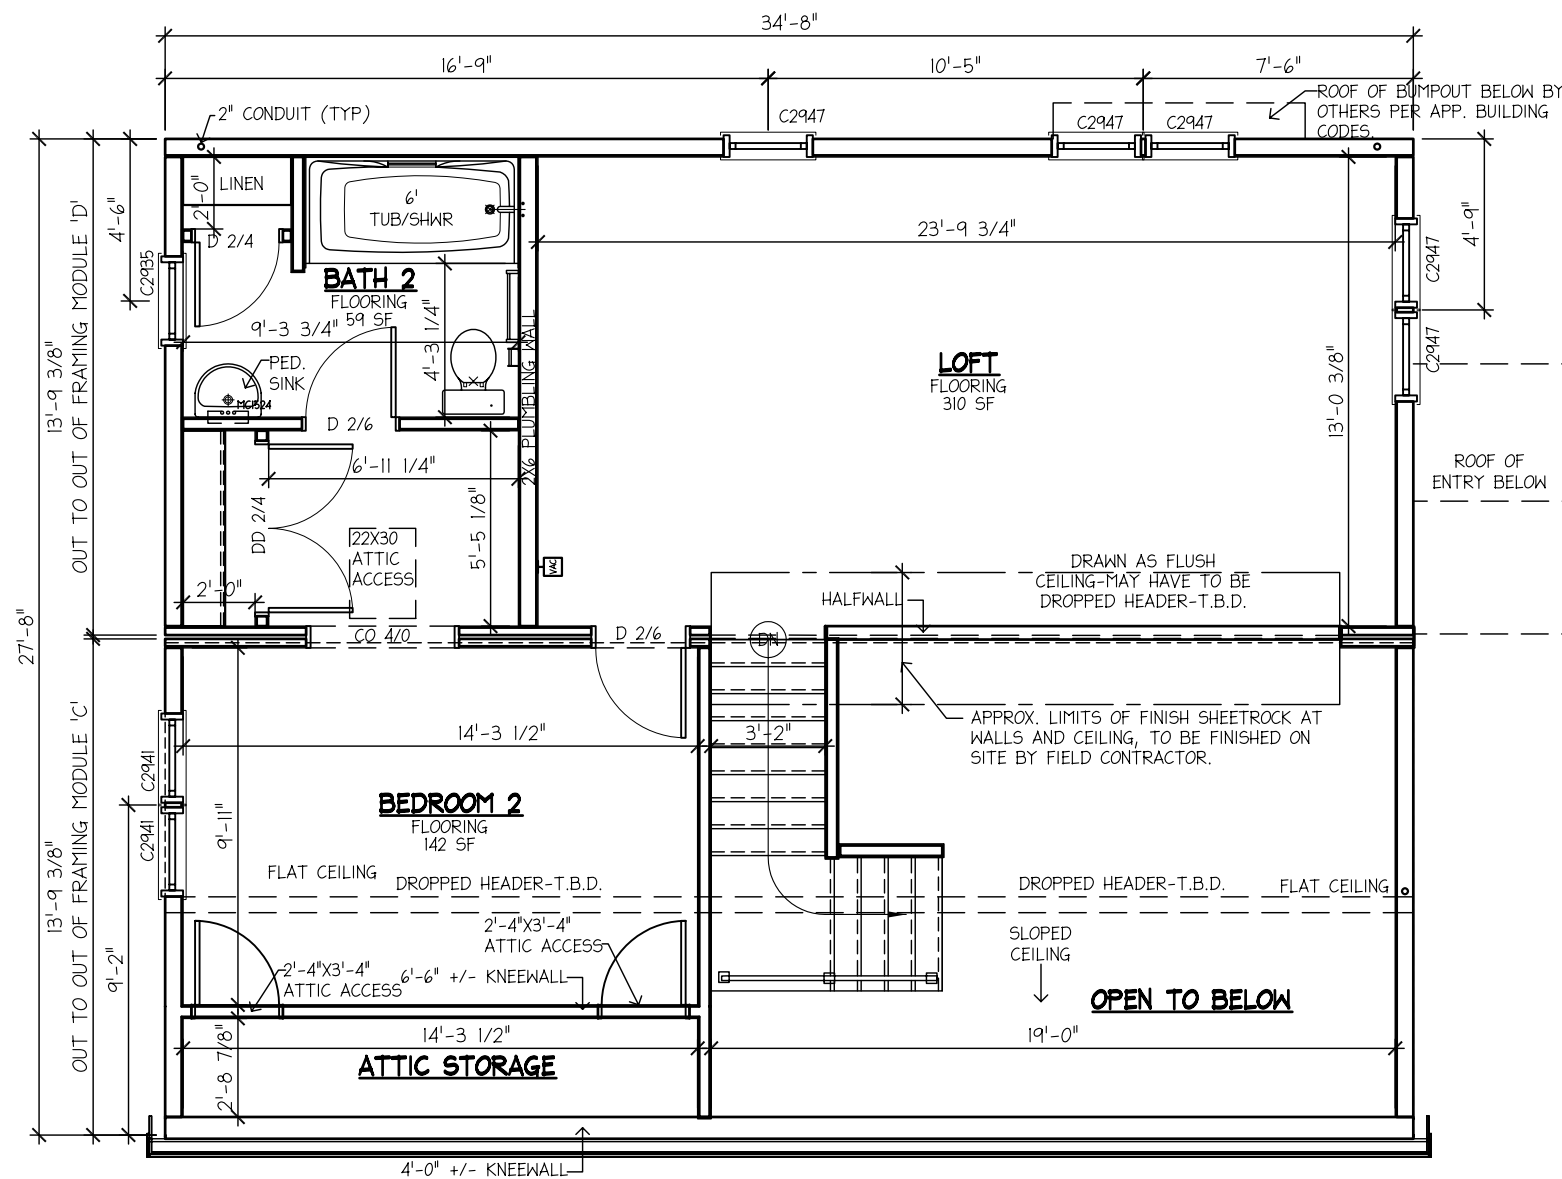 34'-8"
16'-9"
10'-5"
7'-6"
2" CONDUIT (TYP)
C2947
C2947
C2947
ROOF OF BUMPOUT BELOW BY
OTHERS PER APP. BUILDING
CODES.
LINEN
2'-0"
4'-6"
D 2/4
6'
TUB/SHWR
C2935
BATH 2
FLOORING
59 SF
9'-3 3/4"
4'-3 1/4"
PED.
SINK
D 2/6
2X6 PLUMBLING WALL
23'-9 3/4"
4'-9"
C2947
C2947
LOFT
FLOORING
310 SF
13'-0 3/8"
ROOF OF
ENTRY BELOW
13'-9 3/8"
OUT TO OUT OF FRAMING MODULE 'D'
27'-8"
6'-11 1/4"
DD 2/4
5'-5 1/8"
22X30
ATTIC
ACCESS
2'-0"
VAC
CO 4/0
D 2/6
DN
HALFWALL
DRAWN AS FLUSH
CEILING-MAY HAVE TO BE
DROPPED HEADER-T.B.D.
14'-3 1/2"
3'-2"
APPROX. LIMITS OF FINISH SHEETROCK AT
WALLS AND CEILING, TO BE FINISHED ON
SITE BY FIELD CONTRACTOR.
C2941
C2941
BEDROOM 2
FLOORING
142 SF
9'-11"
13'-9 3/8"
OUT TO OUT OF FRAMING MODULE 'C'
9'-2"
FLAT CEILING
DROPPED HEADER-T.B.D.
DROPPED HEADER-T.B.D.
FLAT CEILING
2'-4"X3'-4"
ATTIC ACCESS
2'-4"X3'-4"
ATTIC ACCESS
6'-6" +/- KNEEWALL
SLOPED
CEILING
OPEN TO BELOW
14'-3 1/2"
19'-0"
2'-8 7/8"
ATTIC STORAGE
4'-0" +/- KNEEWALL